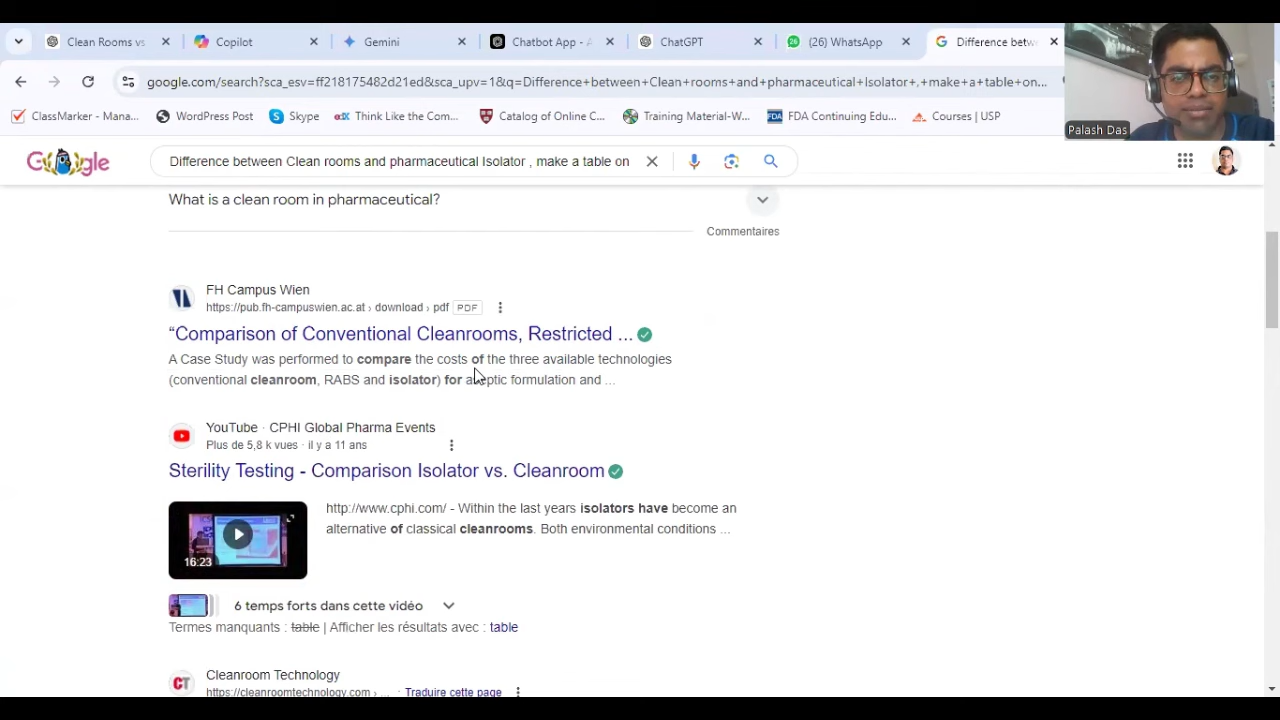 Clean Rooms vs
Copilot
Gemini
Chatbot App - A
ChatGPT
(26) WhatsApp
Difference betw
google.com/search?sca_esv=ff218175482d21ed&sca_upv=1&q=Difference+between+Clean+rooms+and+pharmaceutical+Isolator+,+make+a+table+on...
ClassMarker - Mana...
WordPress Post
Skype
Think Like the Com...
Catalog of Online C...
Training Material-W...
FDA Continuing Edu...
Courses | USP
Palash Das
Difference between Clean rooms and pharmaceutical Isolator , make a table on
What is a clean room in pharmaceutical?
Commentaires
FH Campus Wien
https://pub.fh-campuswien.ac.at › download › pdf PDF
“Comparison of Conventional Cleanrooms, Restricted ...
A Case Study was performed to compare the costs of the three available technologies
(conventional cleanroom, RABS and isolator) for aseptic formulation and ...
YouTube · CPHI Global Pharma Events
Plus de 5,8 k vues · il y a 11 ans
Sterility Testing - Comparison Isolator vs. Cleanroom
http://www.cphi.com/ - Within the last years isolators have become an
alternative of classical cleanrooms. Both environmental conditions ...
16:23
6 temps forts dans cette vidéo
Termes manquants : table | Afficher les résultats avec : table
CT
Cleanroom Technology
https://cleanroomtechnology.com › ... · Traduire cette page